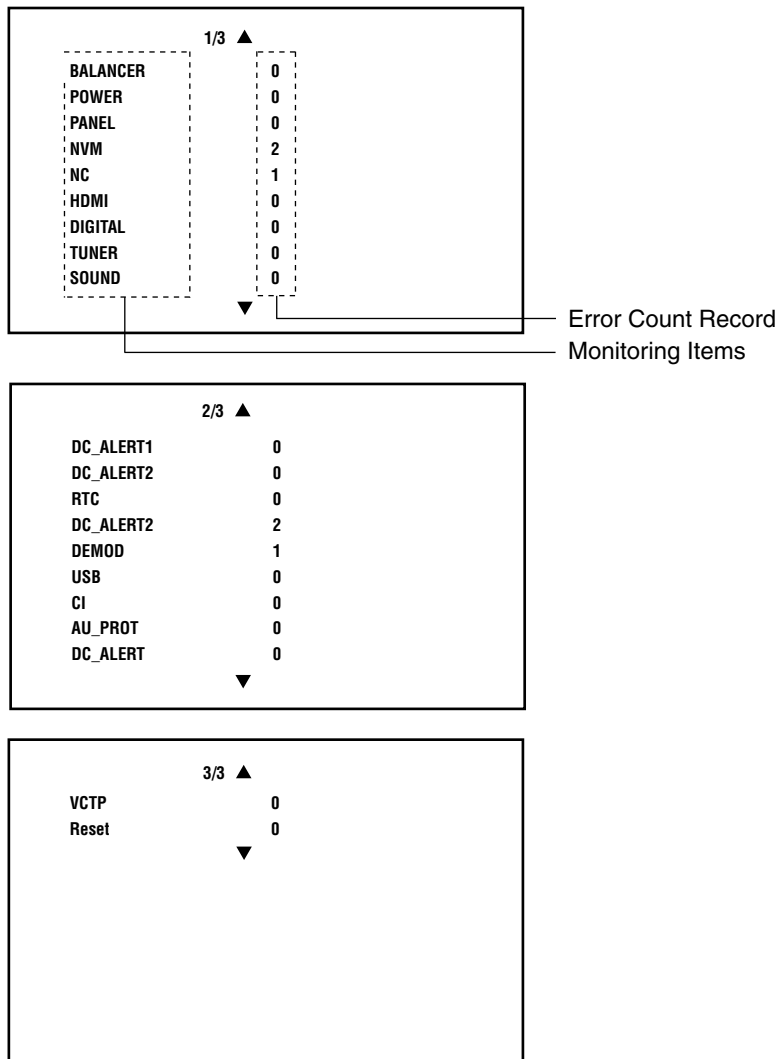 1/3 ▲
BALANCER 0
POWER 0
PANEL 0
NVM 2
NC 1
HDMI 0
DIGITAL 0
TUNER 0
SOUND 0
▼
Error Count Record
Monitoring Items
2/3 ▲
DC_ALERT1 0
DC_ALERT2 0
RTC 0
DC_ALERT2 2
DEMOD 1
USB 0
CI 0
AU_PROT 0
DC_ALERT 0
▼
3/3 ▲
VCTP 0
Reset 0
▼